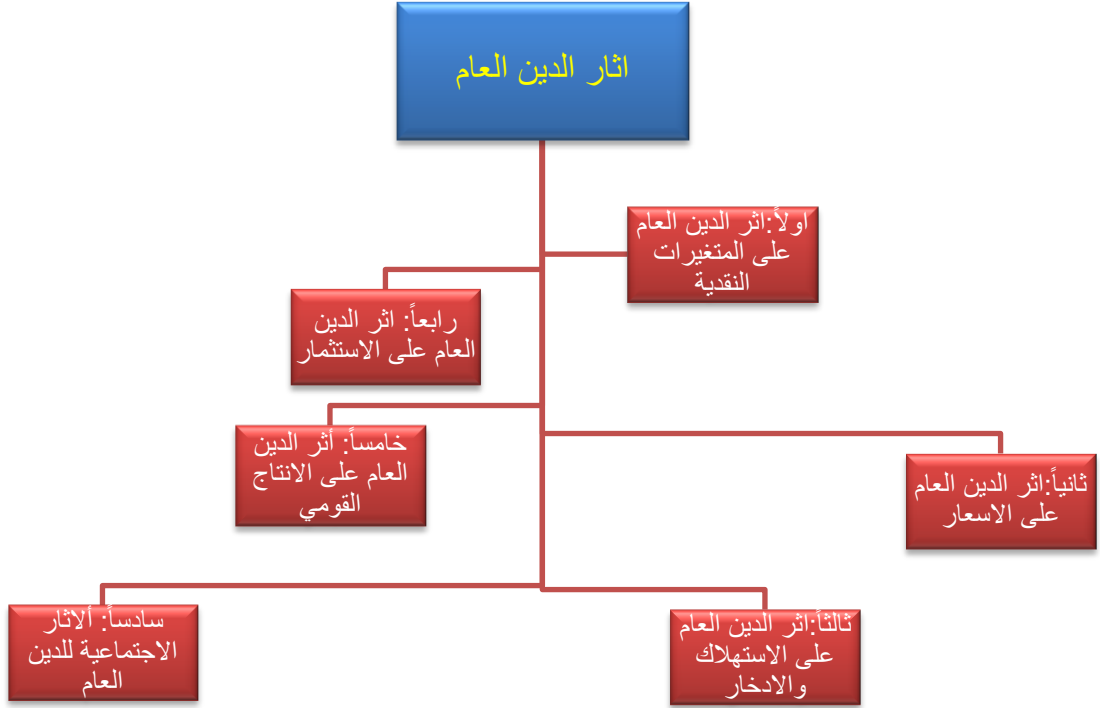 اثار الدين العام
اولاً:اثر الدين العام
على المتغيرات
النقدية
رابعاً: اثر الدين
العام على الاستثمار
خامساً: أثر الدين
العام على الانتاج
القومي
ثانياً:اثر الدين العام
على الاسعار
سادساً: ألاثار
الاجتماعية للدين
العام
ثالثاً:اثر الدين العام
على الاستهلاك
والادخار